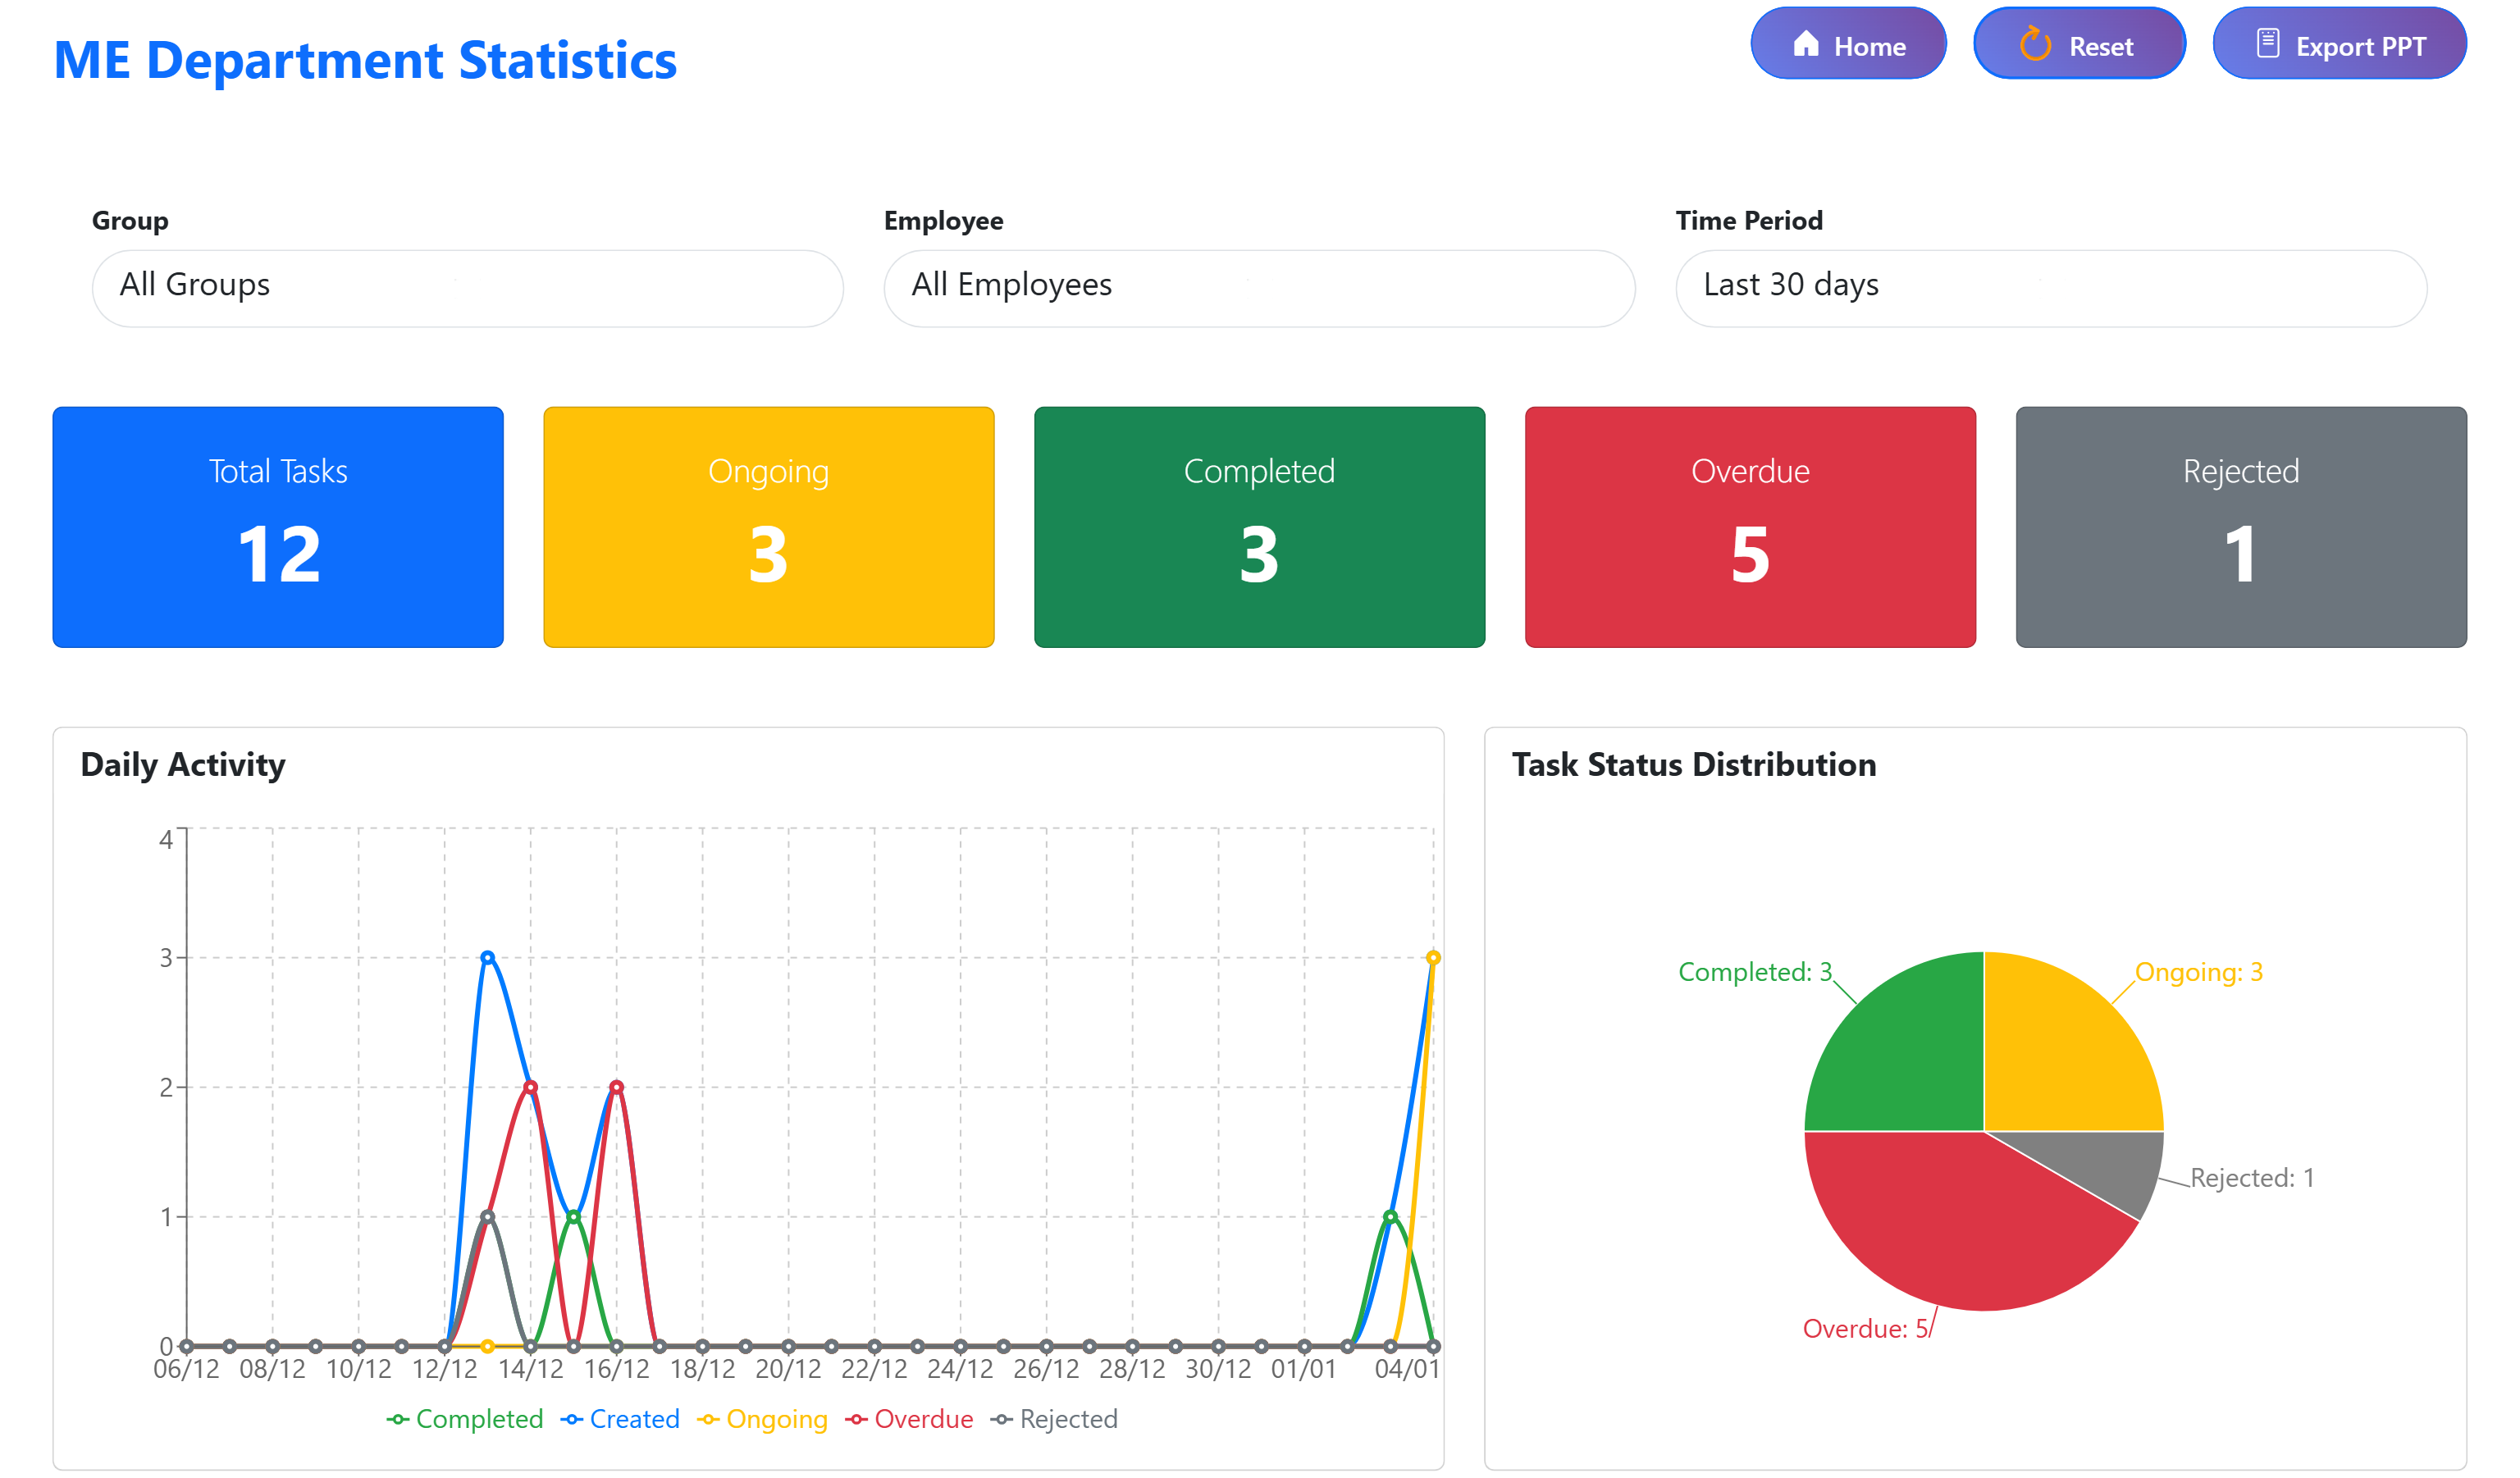 ME Department Statistics
Home
Reset
Export PPT
Group
Employee
Time Period
All Groups
All Employees
Last 30 days
Total Tasks
12
Ongoing
3
Completed
3
Overdue
5
Rejected
1
Daily Activity
4
3
2
1
0
06/12 08/12 10/12 12/12 14/12 16/12 18/12 20/12 22/12 24/12 26/12 28/12 30/12 01/01 04/01
Completed Created Ongoing Overdue Rejected
Task Status Distribution
Completed: 3
Ongoing: 3
Rejected: 1
Overdue: 5